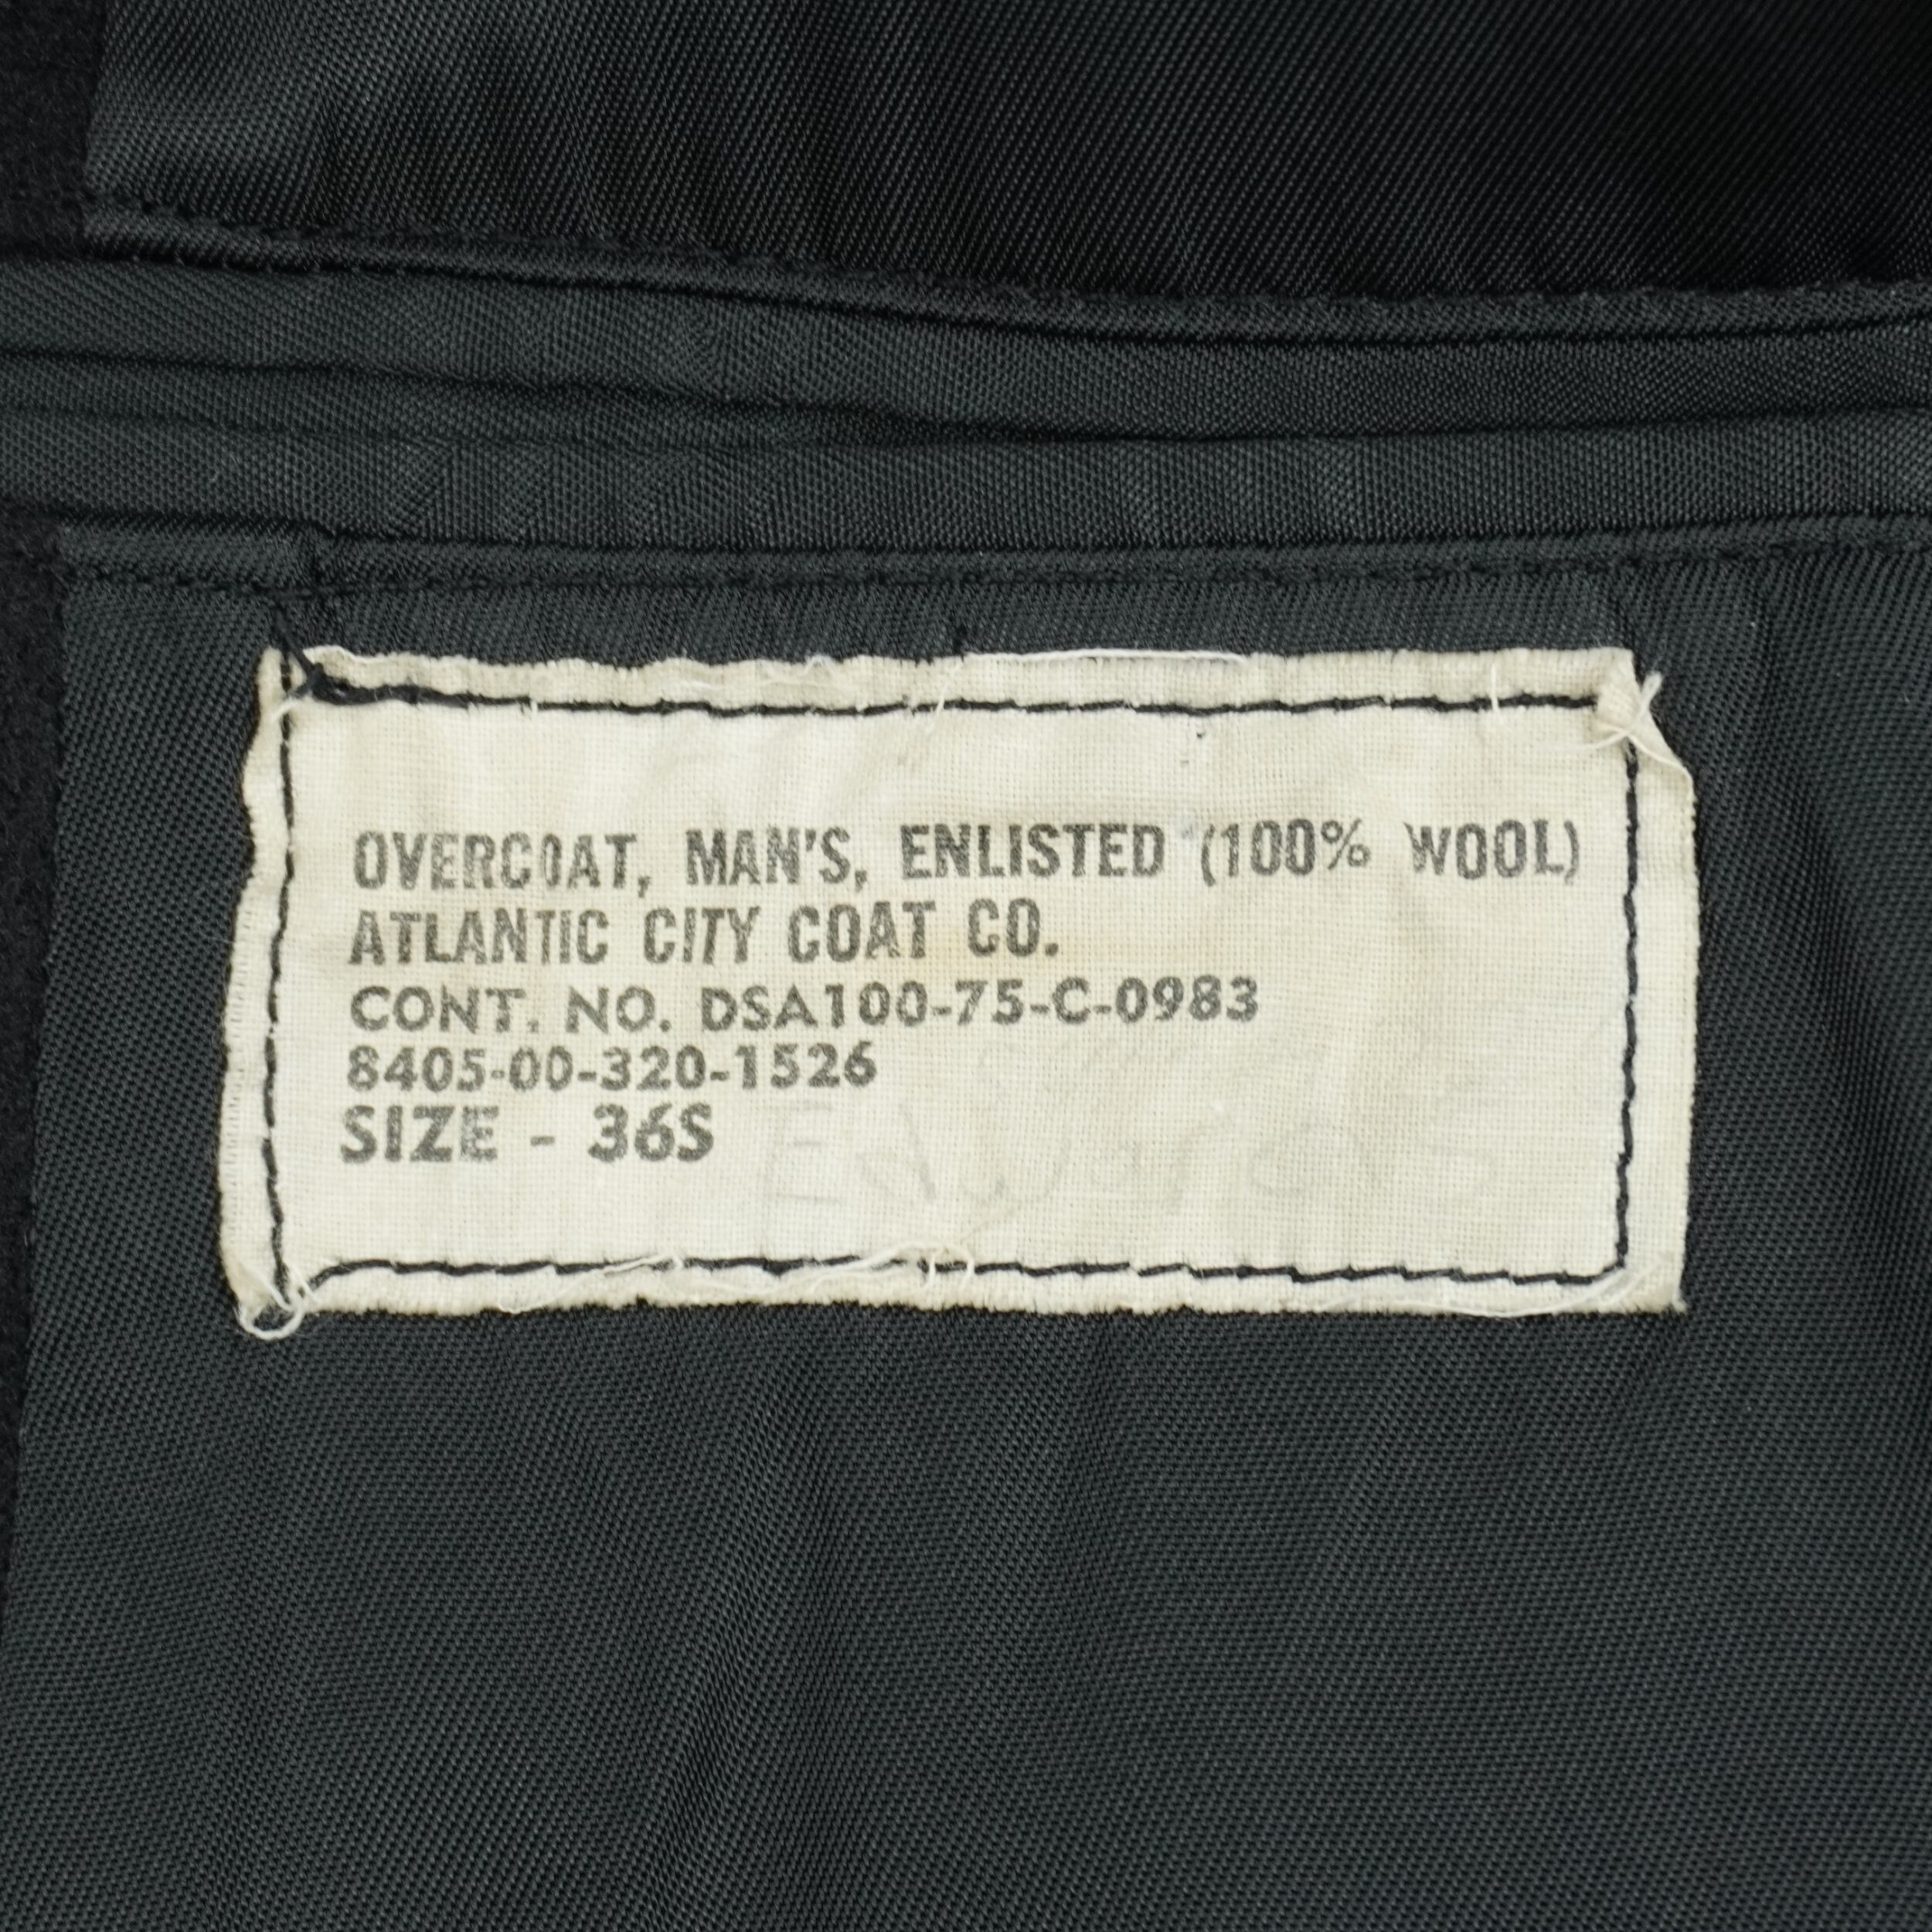 OVERCOAT, MAN'S, ENLISTED (100% WOOL)
ATLANTIC CITY COAT CO.
CONT. NO. DSA100-75-C-0983
8405-00-320-1526
SIZE - 36S